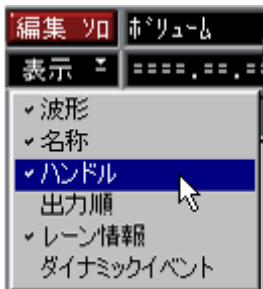 編集 ソロ ボリューム
表示 ====.==.=
✓波形
✓名称
✓ハンドル
出力順
✓レーン情報
ダイナミックイベント